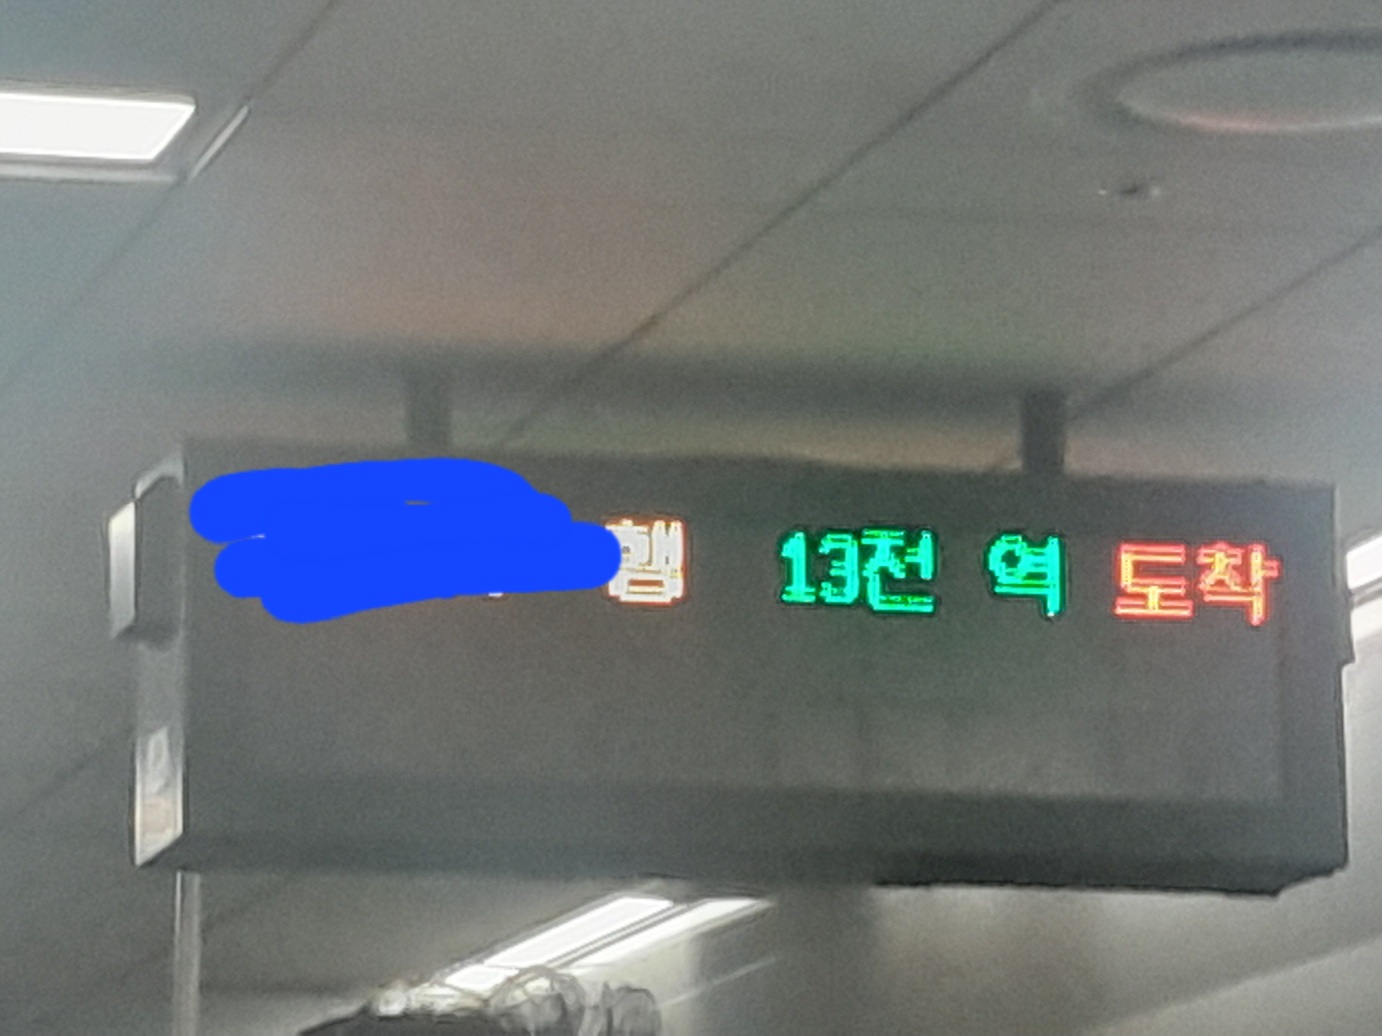 행 13전 역 도착